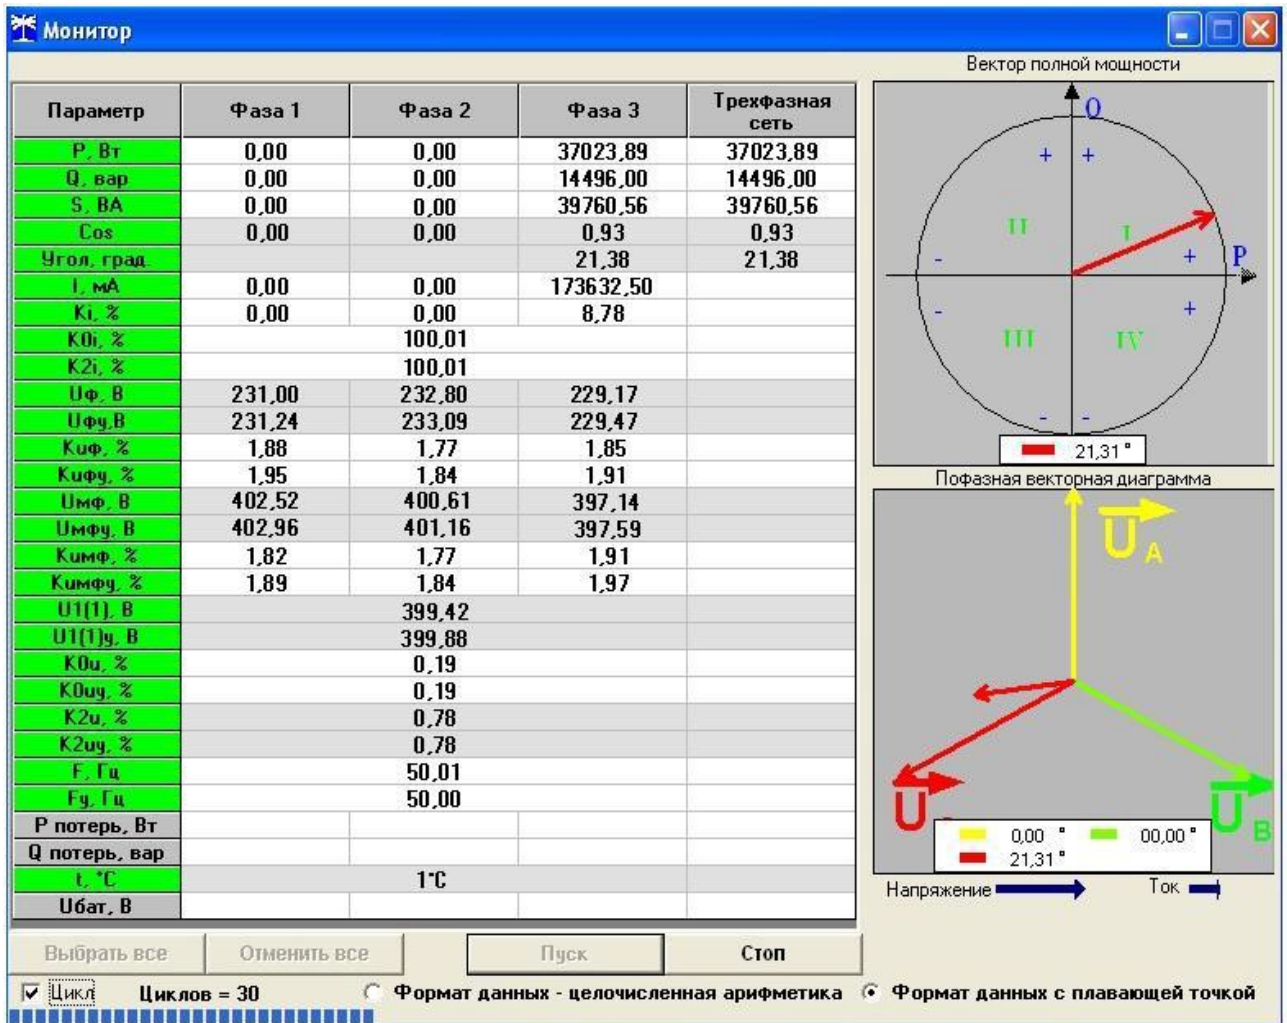 Монитор
Параметр Фаза 1 Фаза 2 Фаза 3 Трехфазная сеть
P, Вт 0,00 0,00 37023,89 37023,89
Q, вар 0,00 0,00 14496,00 14496,00
S, ВА 0,00 0,00 39760,56 39760,56
Cos 0,00 0,00 0,93 0,93
Угол, град. 21,38 21,38
I, мА 0,00 0,00 173632,50
Ki, % 0,00 0,00 8,78
K0i, % 100,01
K2i, % 100,01
Uф, В 231,00 232,80 229,17
Uфу,В 231,24 233,09 229,47
Kuф, % 1,88 1,77 1,85
Kuфу, % 1,95 1,84 1,91
Uмф, В 402,52 400,61 397,14
Uмфу, В 402,96 401,16 397,59
Kuмф, % 1,82 1,77 1,91
Kuмфу, % 1,89 1,84 1,97
U1(1), В 399,42
U1(1)у, В 399,88
K0u, % 0,19
K0uу, % 0,19
K2u, % 0,78
K2uу, % 0,78
F, Гц 50,01
Fу, Гц 50,00
P потерь, Вт
Q потерь, вар
t, °C 1°C
Uбат, В
Вектор полной мощности
Q
+ +
II I
- + P
- +
III IV
- -
21,31 °
Пофазная векторная диаграмма
U A
U U B
0,00 ° 00,00 °
21,31 °
Напряжение Ток
Выбрать все Отменить все Пуск Стоп
Цикл Циклов = 30 Формат данных - целочисленная арифметика Формат данных с плавающей точкой